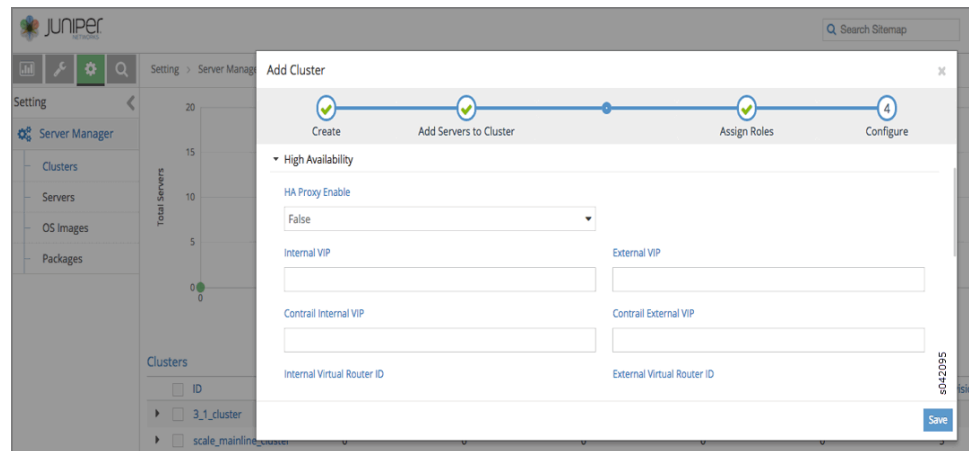 JUNIPER
NETWORKS
Search Sitemap
Setting > Server Manage
Add Cluster
×
Setting
Server Manager
Clusters
Servers
OS Images
Packages
Total Servers
20
15
10
5
0
0
Create
Add Servers to Cluster
Assign Roles
4
Configure
High Availability
HA Proxy Enable
False
Internal VIP
External VIP
Contrail Internal VIP
Contrail External VIP
Internal Virtual Router ID
External Virtual Router ID
s042095
Save
Clusters
ID
3_1_cluster
scale_mainline_cluster